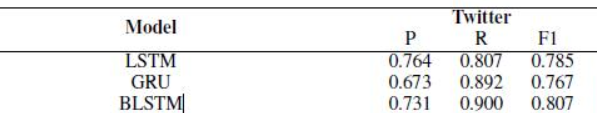 Model Twitter
P R F1
LSTM 0.764 0.807 0.785
GRU 0.673 0.892 0.767
BLSTM 0.731 0.900 0.807